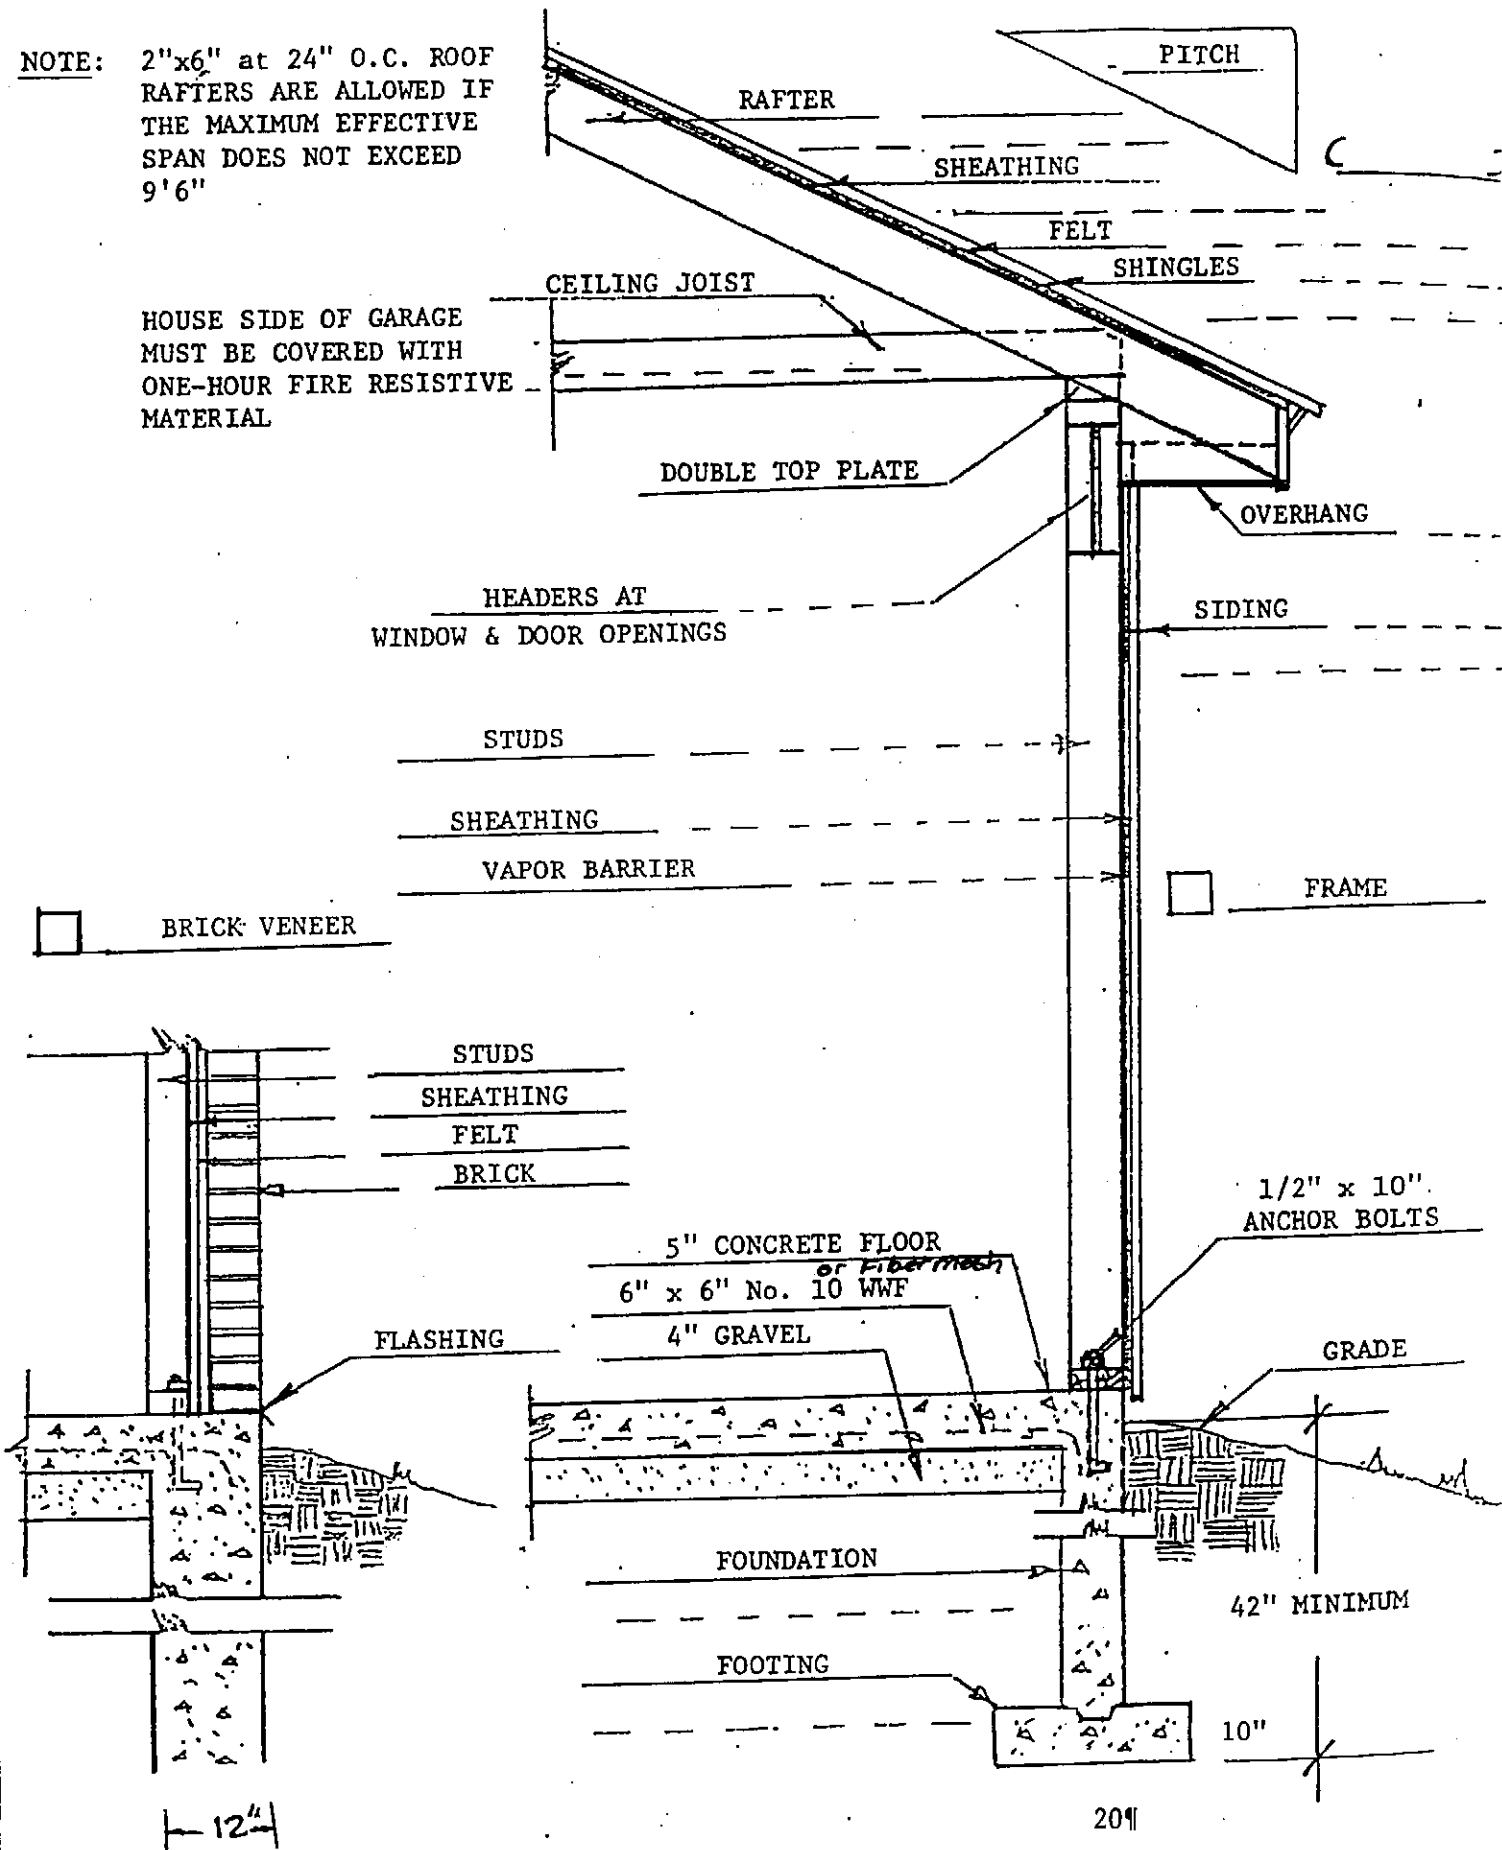 NOTE: 2"x6" at 24" O.C. ROOF
RAFTERS ARE ALLOWED IF
THE MAXIMUM EFFECTIVE
SPAN DOES NOT EXCEED
9'6"
PITCH
RAFTER
C
SHEATHING
FELT
SHINGLES
CEILING JOIST
HOUSE SIDE OF GARAGE
MUST BE COVERED WITH
ONE-HOUR FIRE RESISTIVE
MATERIAL
DOUBLE TOP PLATE
OVERHANG
HEADERS AT
WINDOW & DOOR OPENINGS
SIDING
STUDS
SHEATHING
VAPOR BARRIER
FRAME
BRICK VENEER
STUDS
SHEATHING
FELT
BRICK
1/2" x 10"
ANCHOR BOLTS
5" CONCRETE FLOOR
or Fibermesh
6" x 6" No. 10 WWF
4" GRAVEL
FLASHING
GRADE
FOUNDATION
42" MINIMUM
FOOTING
10"
12"
20¶